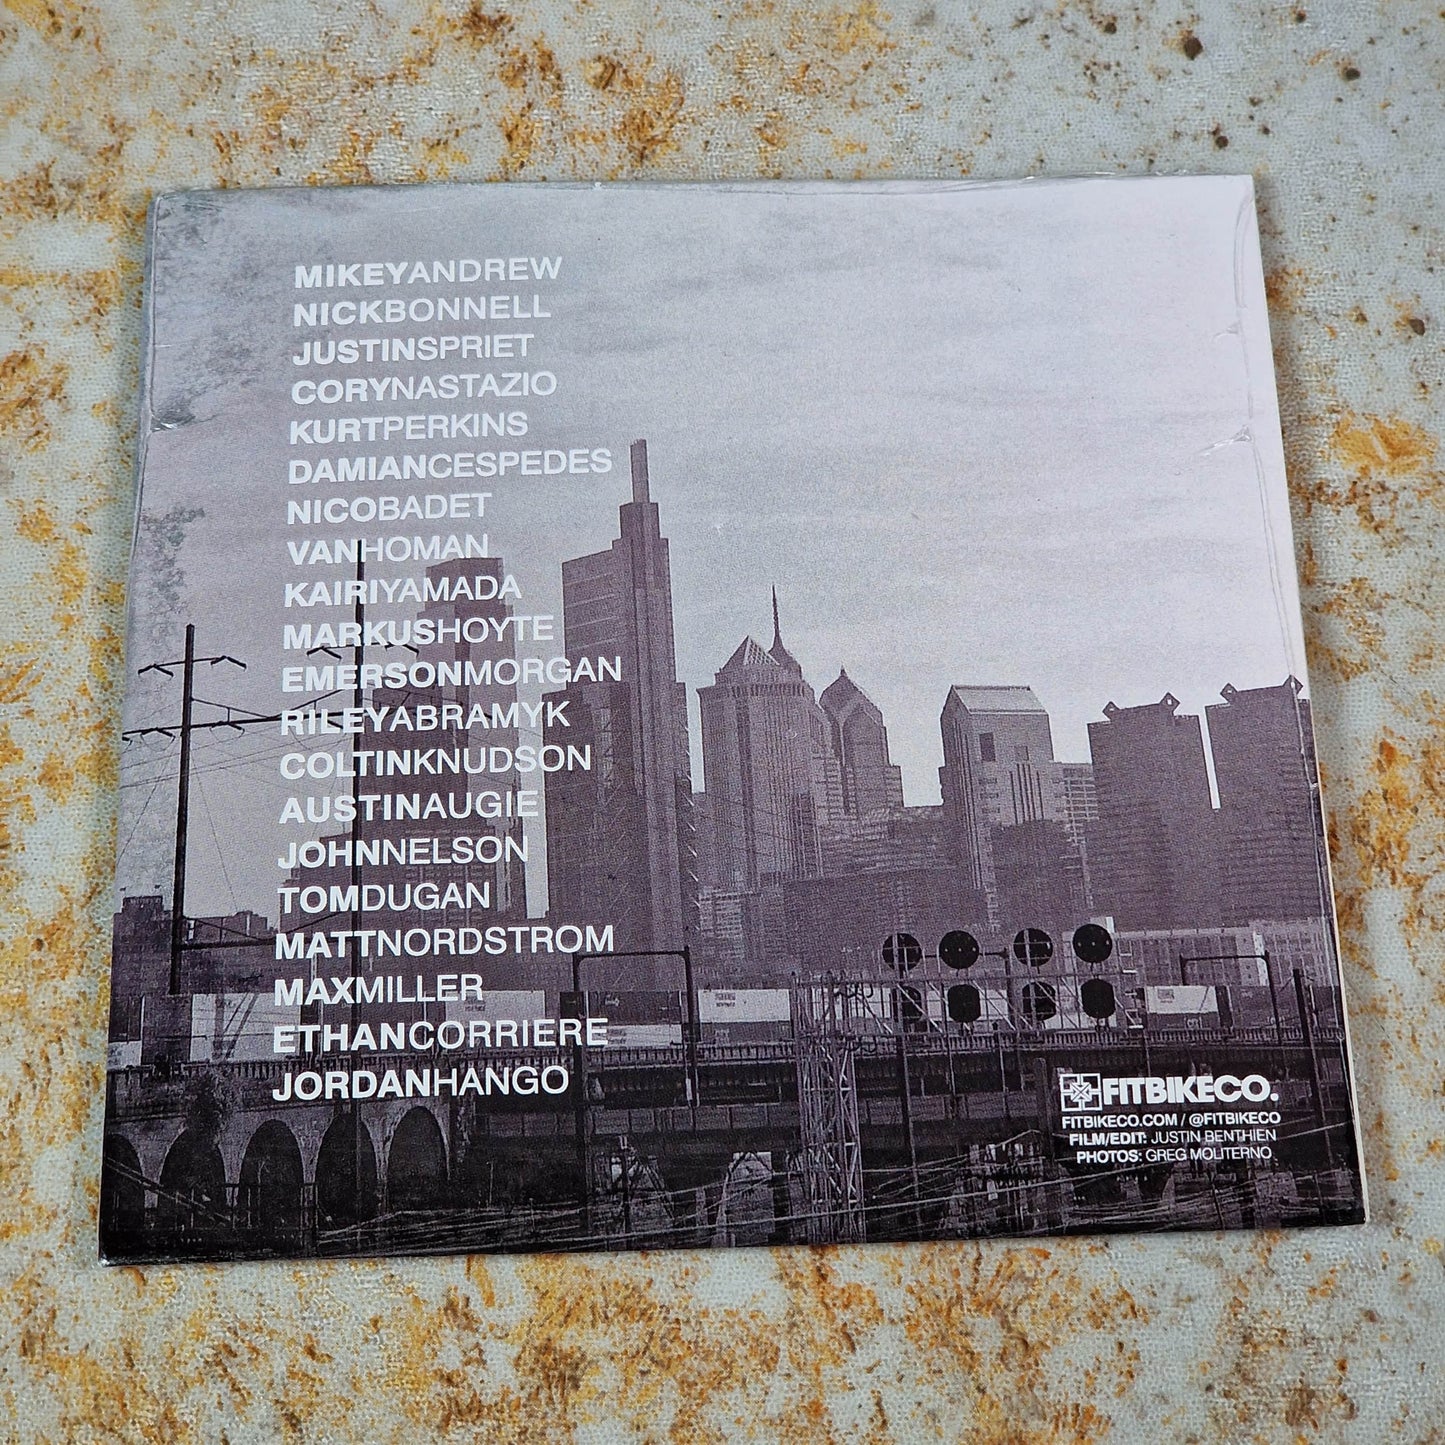 MIKEYANDREW
NICKBONNELL
JUSTINSPRIET
CORYNASTAZIO
KURTPERKINS
DAMIANCESPEDES
NICOBADET
VANHOMAN
KAIRIYAMADA
MARKUSHOYTE
EMERSONMORGAN
RILEYABRAMYK
COLTINKNUDSON
AUSTINAUGIE
JOHNNELSON
TOMDUGAN
MATTNORDSTROM
MAXMILLER
ETHANCORRIERE
JORDANHANGO
FITBIKECO.
FITBIKECO.COM / @FITBIKECO
FILM/EDIT: JUSTIN BENTHIEN
PHOTOS: GREG MOLITERNO